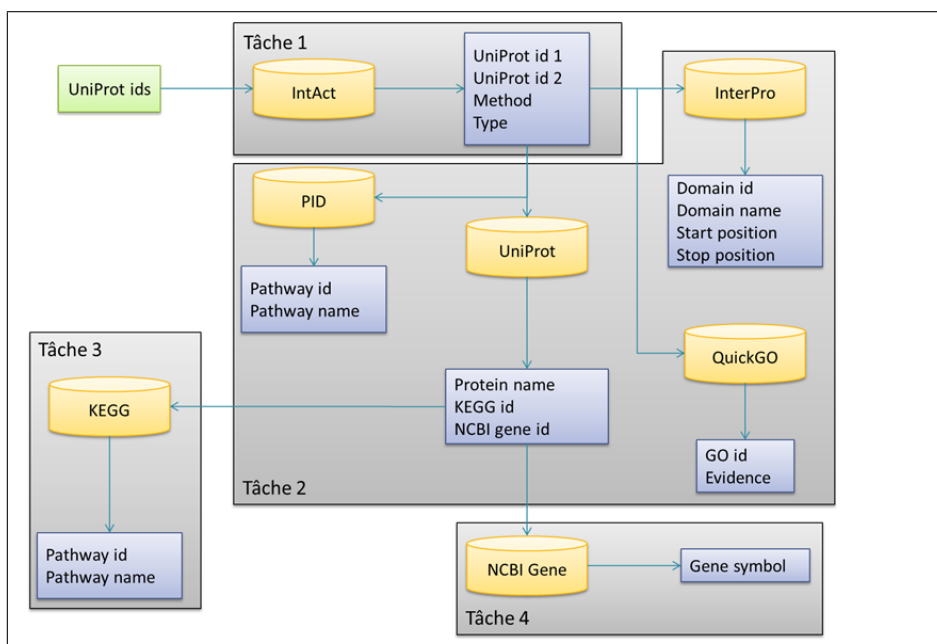 Tâche 1
UniProt ids
IntAct
UniProt id 1
UniProt id 2
Method
Type
InterPro
Domain id
Domain name
Start position
Stop position
PID
UniProt
Pathway id
Pathway name
Tâche 3
KEGG
Protein name
KEGG id
NCBI gene id
QuickGO
GO id
Evidence
Tâche 2
Pathway id
Pathway name
NCBI Gene
Gene symbol
Tâche 4